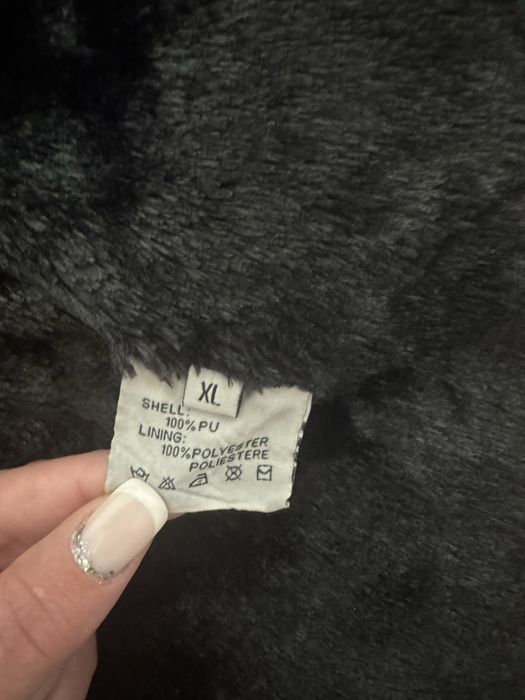 XL
SHELL:
100%PU
LINING:
100%POLYESTER
POLIESTERE